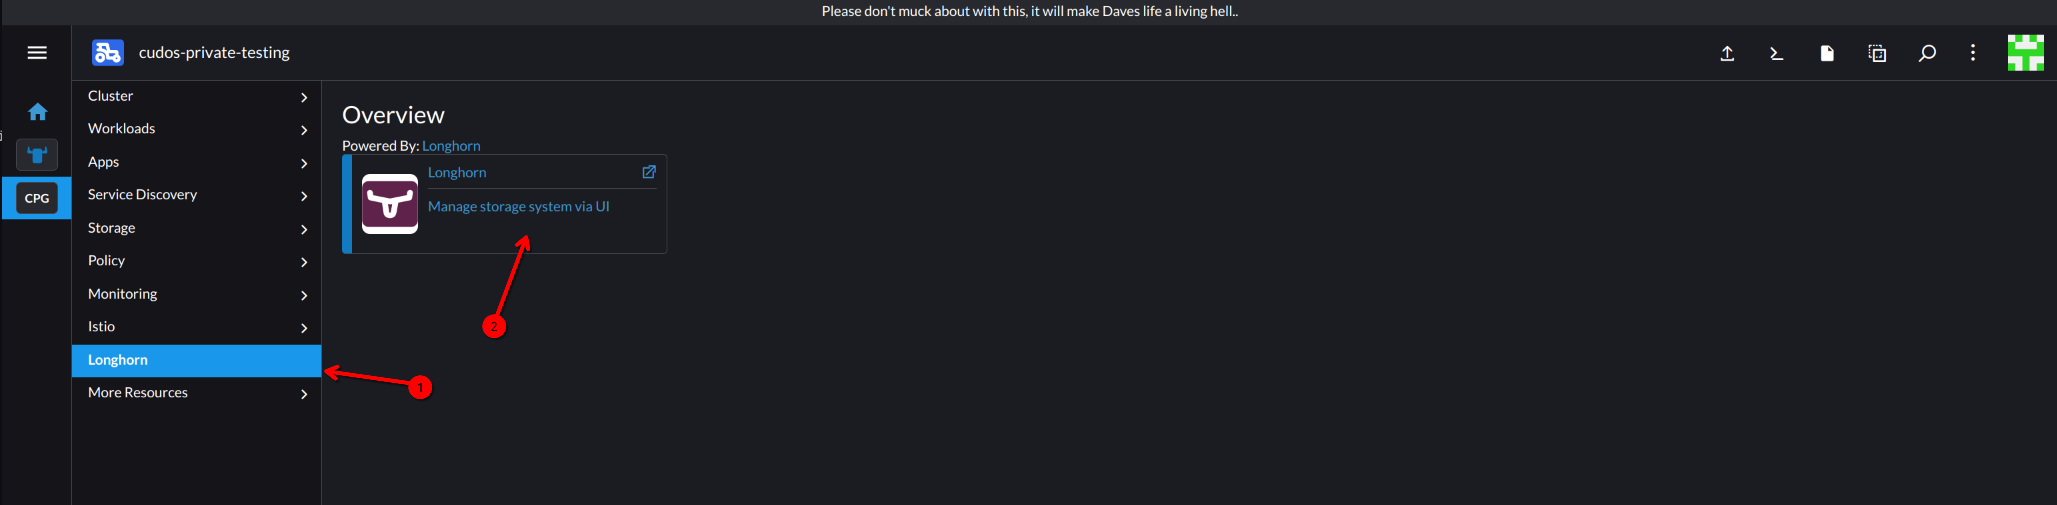 Please don't muck about with this, it will make Daves life a living hell..
cudos-private-testing
CPG
Cluster
Workloads
Apps
Service Discovery
Storage
Policy
Monitoring
Istio
Longhorn
More Resources
Overview
Powered By: Longhorn
Longhorn
Manage storage system via UI
2
1